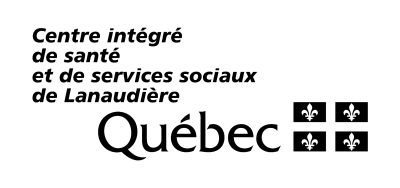 Centre intégré
de santé
et de services sociaux
de Lanaudière
Québec